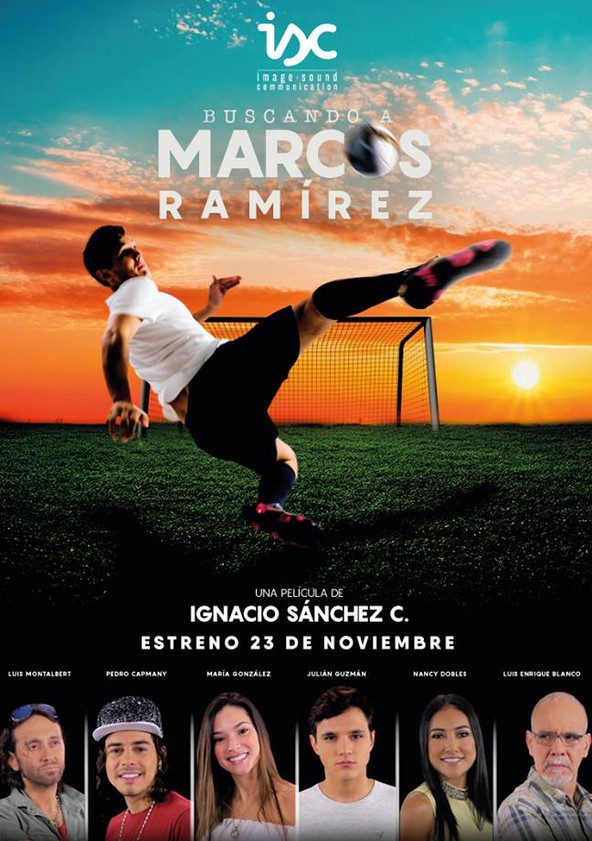 isc
image·sound
communication
BUSCANDO A
MARCOS
RAMÍREZ
UNA PELÍCULA DE
IGNACIO SÁNCHEZ C.
ESTRENO 23 DE NOVIEMBRE
LUIS MONTALBERT PEDRO CAPMANY MARÍA GONZÁLEZ JULIÁN GUZMÁN NANCY DOBLES LUIS ENRIQUE BLANCO